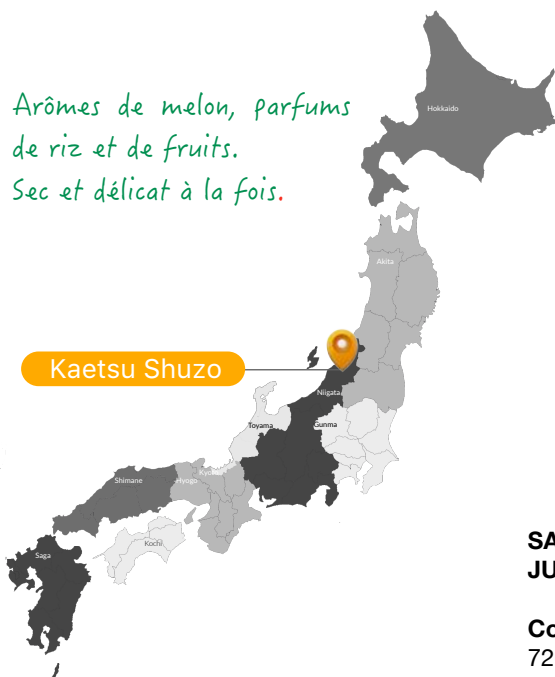 Arômes de melon, parfums
de riz et de fruits.
Sec et délicat à la fois.
Hokkaido
Akita
Kaetsu Shuzo
Niigata
Toyama
Gunma
Kyoto
Shimane
Hyogo
Kochi
Saga
SA
JU
Co
72